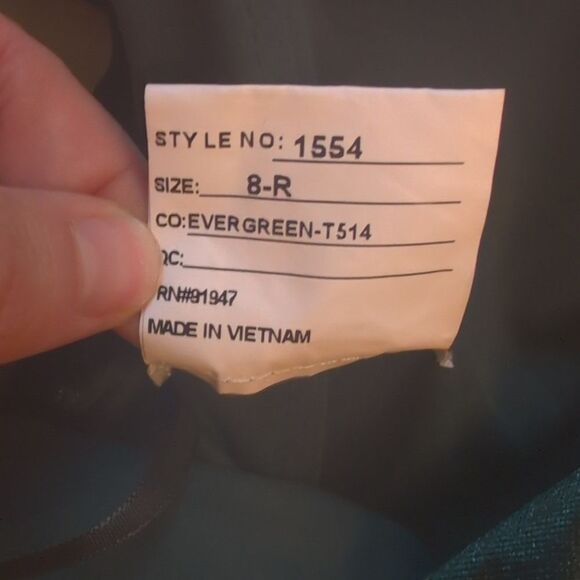 STYLE NO: 1554
SIZE: 8-R
CO:EVERGREEN-T514
QC:
RN#91947
MADE IN VIETNAM